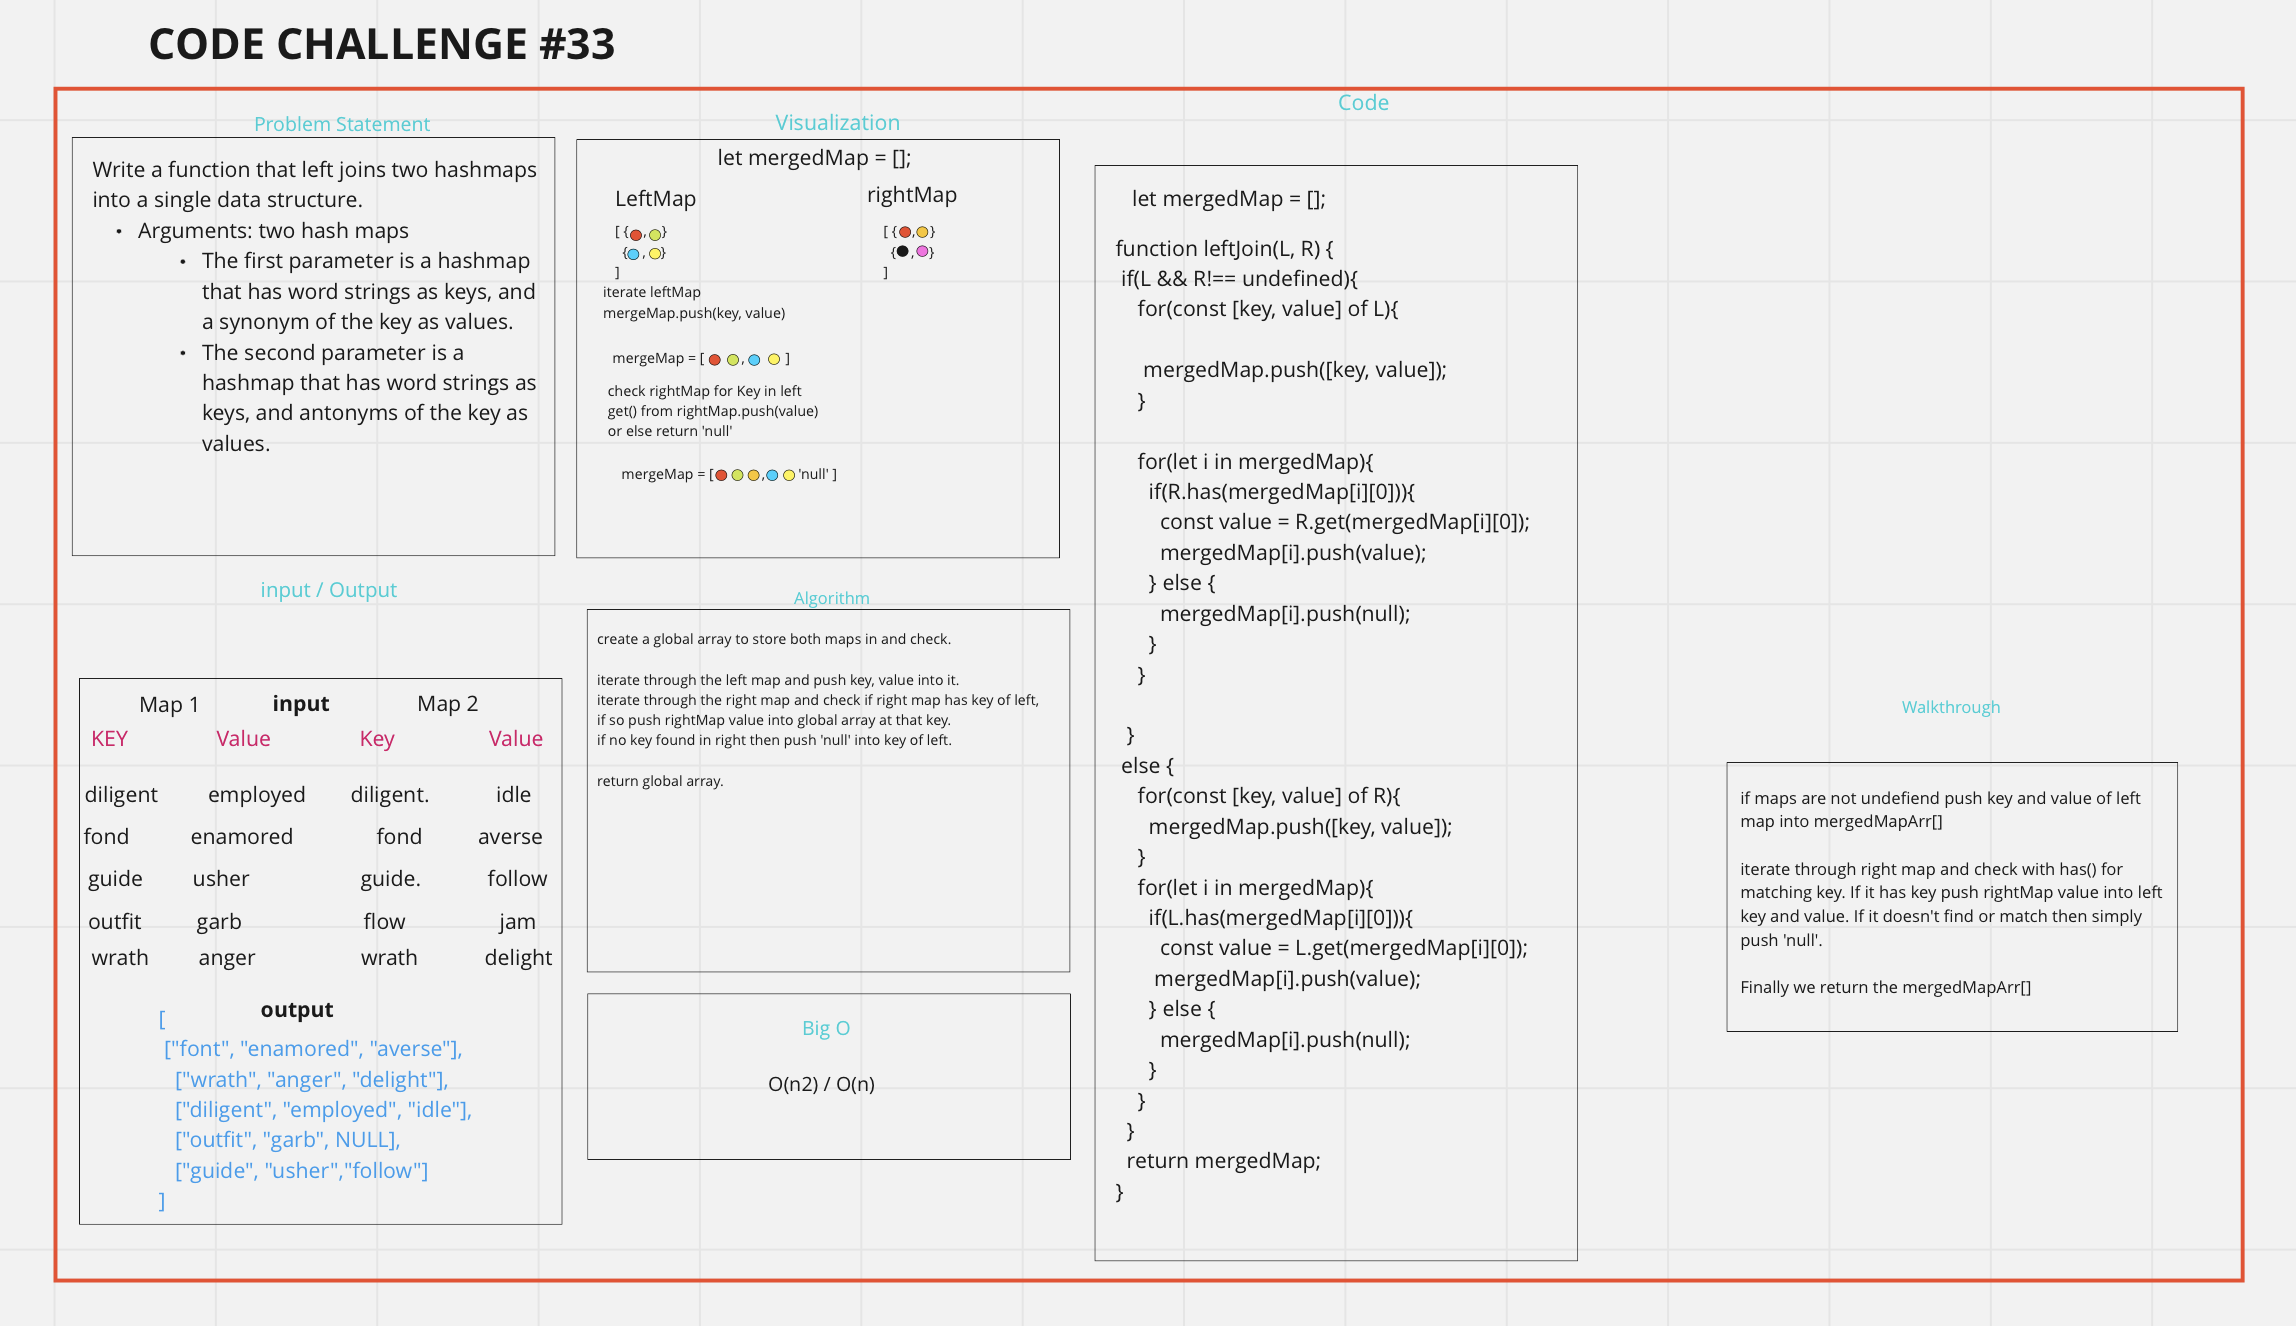 CODE CHALLENGE #33
Problem Statement
Write a function that left joins two hashmaps
into a single data structure.
• Arguments: two hash maps
• The first parameter is a hashmap
that has word strings as keys, and
a synonym of the key as values.
• The second parameter is a
hashmap that has word strings as
keys, and antonyms of the key as
values.
Visualization
let mergedMap = [];
LeftMap rightMap
[ { , } [ { , }
{ , } { , }
] ]
iterate leftMap
mergeMap.push(key, value)
mergeMap = [ , ]
check rightMap for Key in left
get() from rightMap.push(value)
or else return 'null'
mergeMap = [ , 'null' ]
input / Output
Map 1 input Map 2
KEY Value Key Value
diligent employed diligent. idle
fond enamored fond averse
guide usher guide. follow
outfit garb flow jam
wrath anger wrath delight
output
[
["font", "enamored", "averse"],
["wrath", "anger", "delight"],
["diligent", "employed", "idle"],
["outfit", "garb", NULL],
["guide", "usher","follow"]
]
Algorithm
create a global array to store both maps in and check.
iterate through the left map and push key, value into it.
iterate through the right map and check if right map has key of left,
if so push rightMap value into global array at that key.
if no key found in right then push 'null' into key of left.
return global array.
Big O
O(n2) / O(n)
Code
let mergedMap = [];
function leftJoin(L, R) {
if(L && R!== undefined){
for(const [key, value] of L){
mergedMap.push([key, value]);
}
for(let i in mergedMap){
if(R.has(mergedMap[i][0])){
const value = R.get(mergedMap[i][0]);
mergedMap[i].push(value);
} else {
mergedMap[i].push(null);
}
}
}
else {
for(const [key, value] of R){
mergedMap.push([key, value]);
}
for(let i in mergedMap){
if(L.has(mergedMap[i][0])){
const value = L.get(mergedMap[i][0]);
mergedMap[i].push(value);
} else {
mergedMap[i].push(null);
}
}
}
return mergedMap;
}
Walkthrough
if maps are not undefiend push key and value of left
map into mergedMapArr[]
iterate through right map and check with has() for
matching key. If it has key push rightMap value into left
key and value. If it doesn't find or match then simply
push 'null'.
Finally we return the mergedMapArr[]